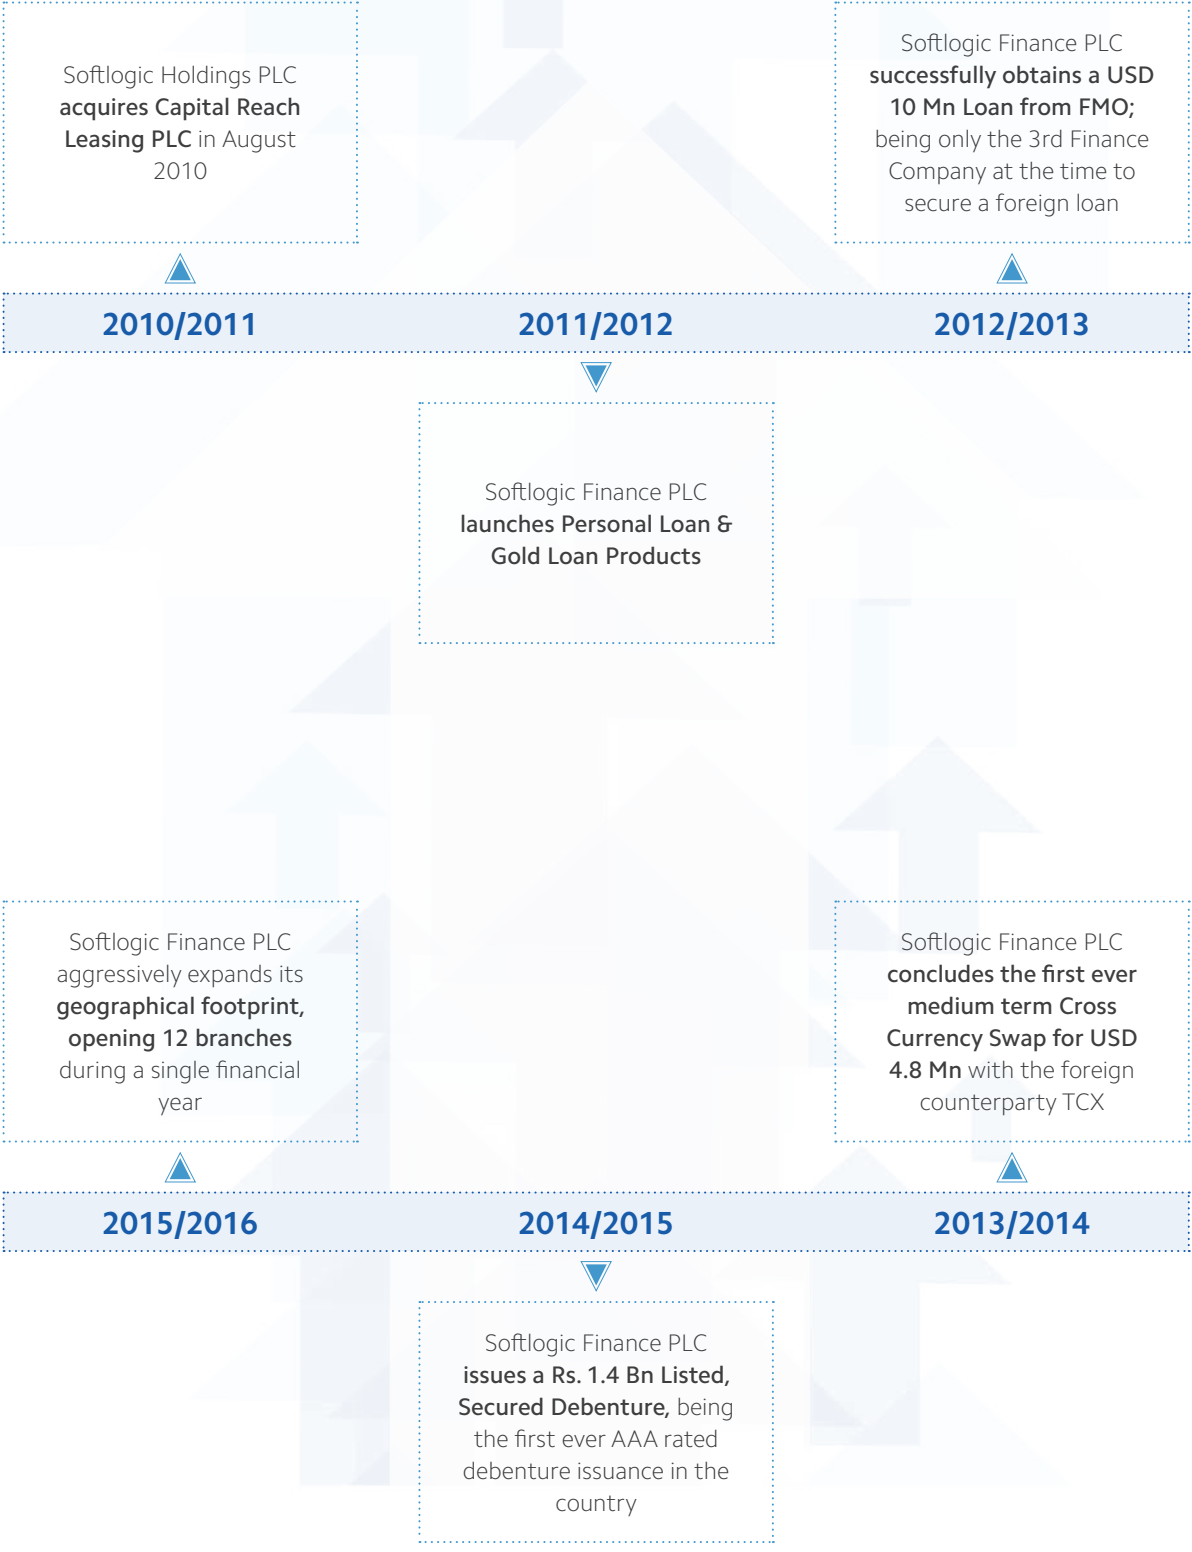 Softlogic Holdings PLC
acquires Capital Reach
Leasing PLC in August
2010
Softlogic Finance PLC
successfully obtains a USD
10 Mn Loan from FMO;
being only the 3rd Finance
Company at the time to
secure a foreign loan
2010/2011
2011/2012
2012/2013
Softlogic Finance PLC
launches Personal Loan &
Gold Loan Products
Softlogic Finance PLC
aggressively expands its
geographical footprint,
opening 12 branches
during a single financial
year
Softlogic Finance PLC
concludes the first ever
medium term Cross
Currency Swap for USD
4.8 Mn with the foreign
counterparty TCX
2015/2016
2014/2015
2013/2014
Softlogic Finance PLC
issues a Rs. 1.4 Bn Listed,
Secured Debenture, being
the first ever AAA rated
debenture issuance in the
country